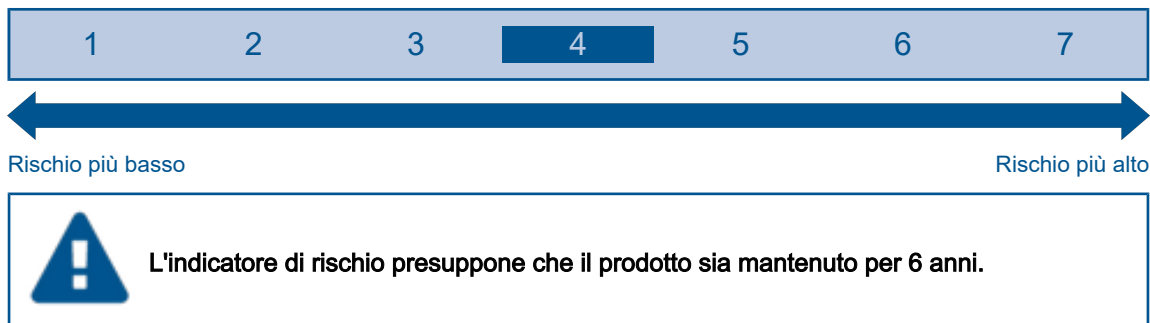 1 2 3 4 5 6 7
Rischio più basso Rischio più alto
L'indicatore di rischio presuppone che il prodotto sia mantenuto per 6 anni.